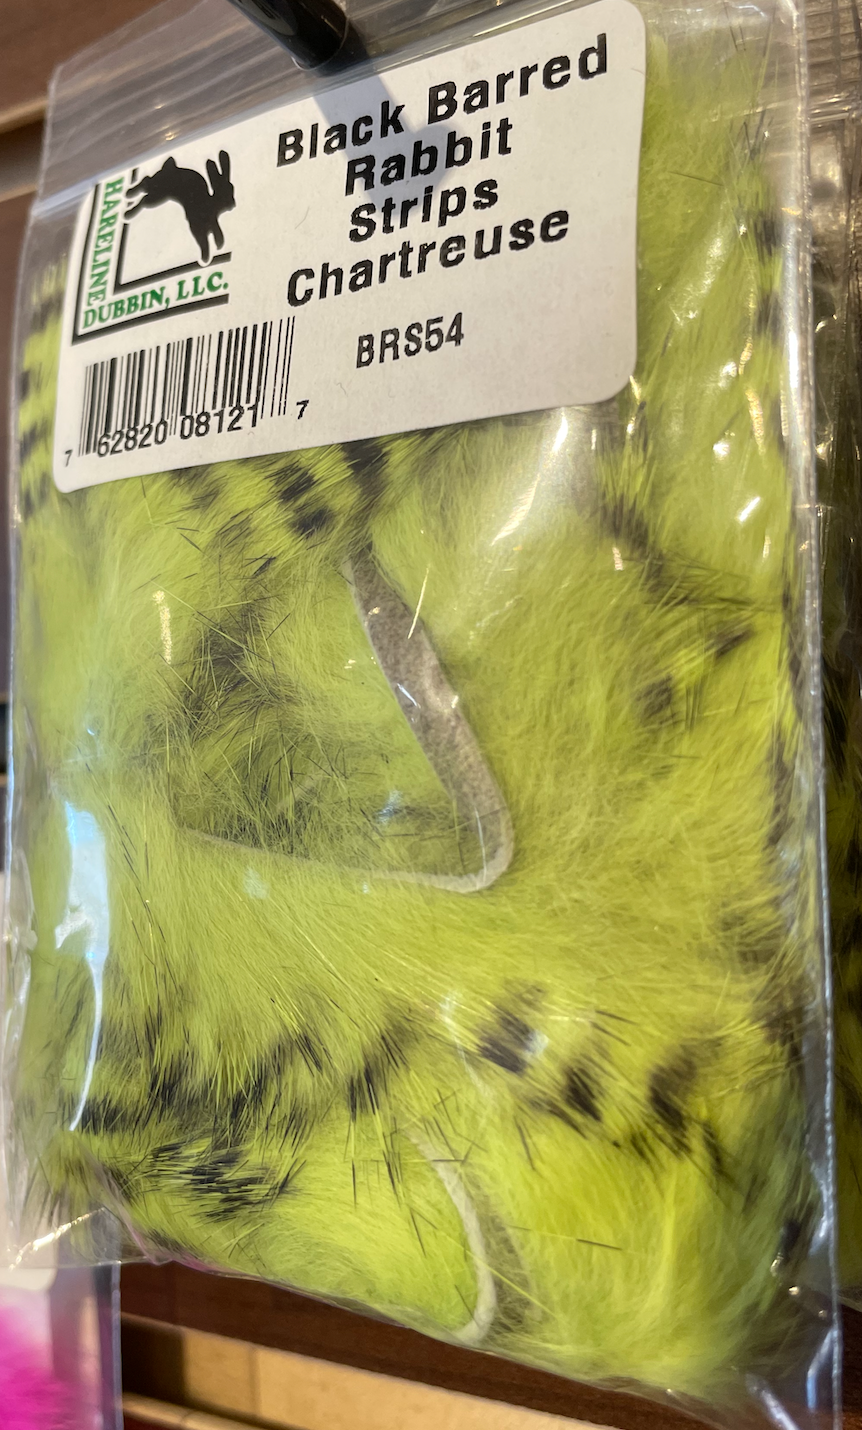 Black Barred
Rabbit
Strips
Chartreuse
HARELINE
DUBBIN, LLC.
BRS54
7 62820 08121 7